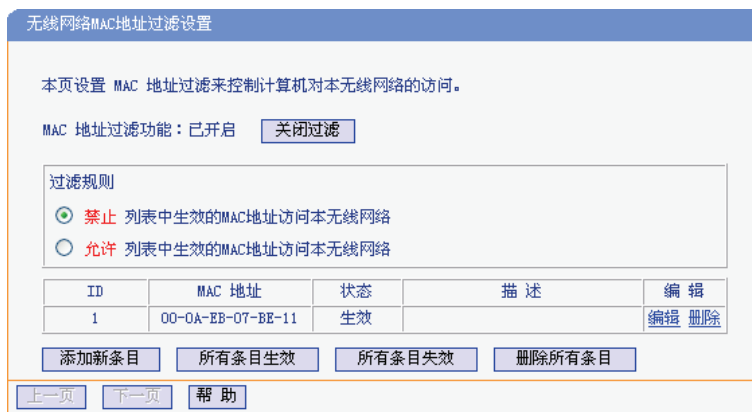 无线网络MAC地址过滤设置
本页设置 MAC 地址过滤来控制计算机对本无线网络的访问。
MAC 地址过滤功能：已开启 关闭过滤
过滤规则
禁止 列表中生效的MAC地址访问本无线网络
允许 列表中生效的MAC地址访问本无线网络
ID MAC 地址 状态 描 述 编 辑
1 00-0A-EB-07-BE-11 生效 编辑 删除
添加新条目 所有条目生效 所有条目失效 删除所有条目
上一页 下一页 帮 助